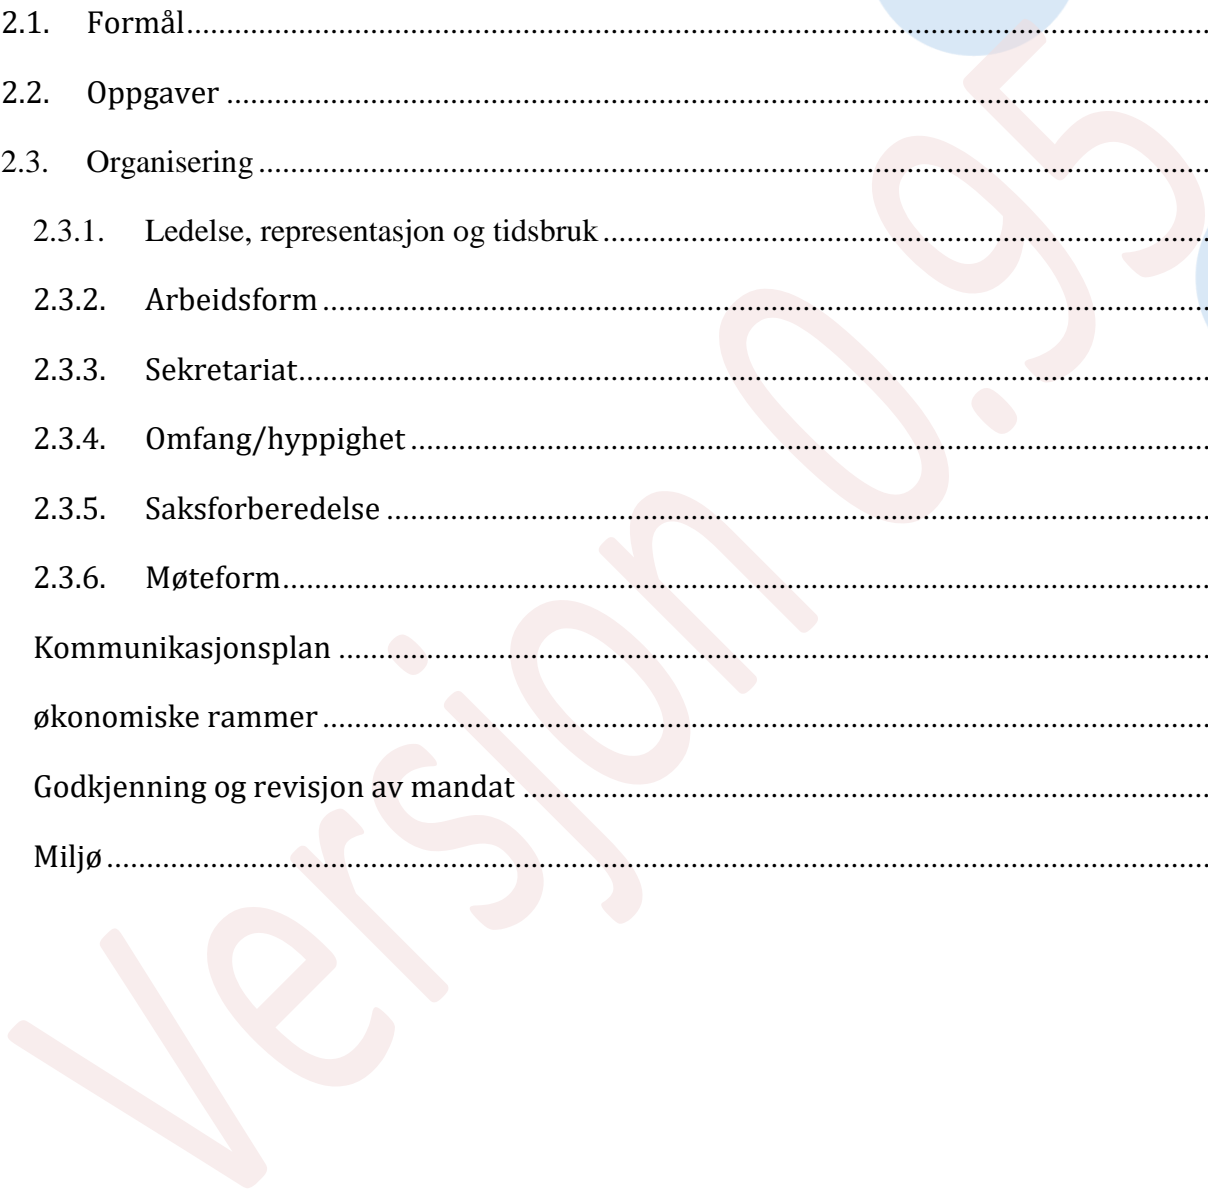 2.1. Formål
2.2. Oppgaver
2.3. Organisering
2.3.1. Ledelse, representasjon og tidsbruk
2.3.2. Arbeidsform
2.3.3. Sekretariat
2.3.4. Omfang/hyppighet
2.3.5. Saksforberedelse
2.3.6. Møteform
Kommunikasjonsplan
økonomiske rammer
Godkjenning og revisjon av mandat
Miljø
Versjon 0.95